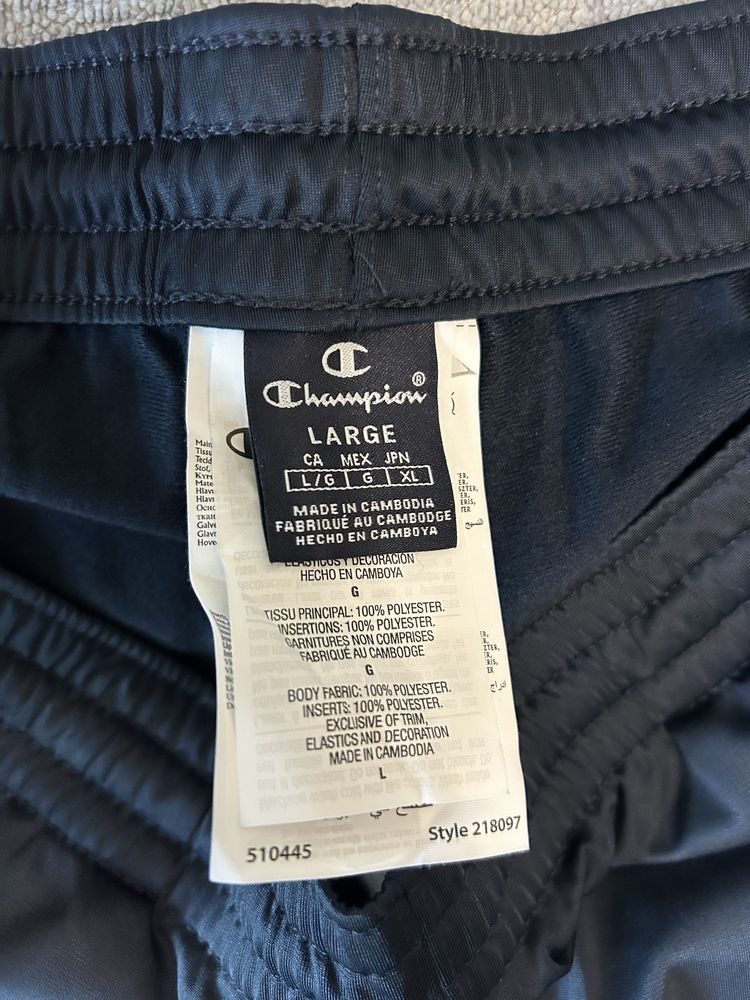 Champion®
LARGE
CA MEX JPN
L/G G XL
MADE IN CAMBODIA
FABRIQUÉ AU CAMBODGE
HECHO EN CAMBOYA
ELASTICOS Y DECORACIÓN
HECHO EN CAMBOYA
G
TISSU PRINCIPAL: 100% POLYESTER.
INSERTIONS: 100% POLYESTER.
GARNITURES NON COMPRISES
FABRIQUÉ AU CAMBODGE
G
BODY FABRIC: 100% POLYESTER.
INSERTS: 100% POLYESTER.
EXCLUSIVE OF TRIM,
ELASTICS AND DECORATION
MADE IN CAMBODIA
L
510445
Style 218097